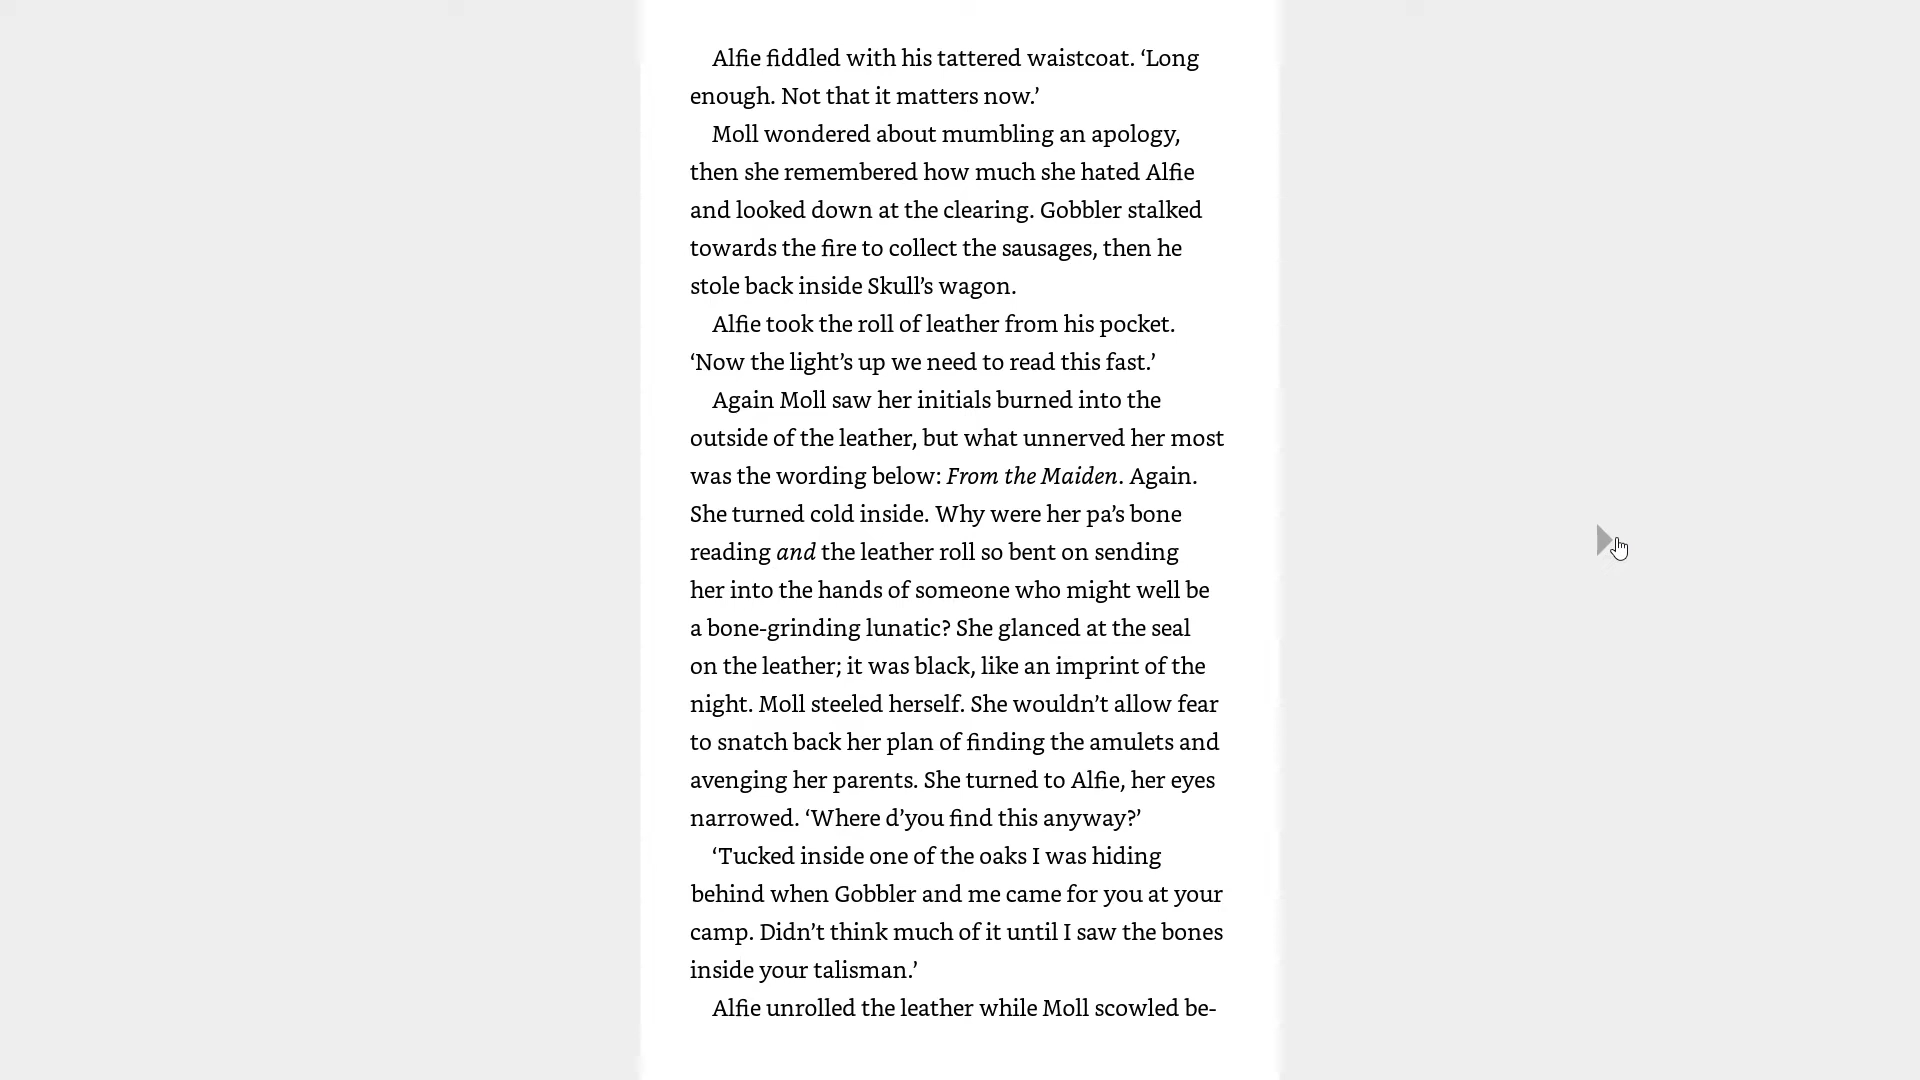 Alfie fiddled with his tattered waistcoat. ‘Long
enough. Not that it matters now.’
Moll wondered about mumbling an apology,
then she remembered how much she hated Alfie
and looked down at the clearing. Gobbler stalked
towards the fire to collect the sausages, then he
stole back inside Skull’s wagon.
Alfie took the roll of leather from his pocket.
‘Now the light’s up we need to read this fast.’
Again Moll saw her initials burned into the
outside of the leather, but what unnerved her most
was the wording below: From the Maiden. Again.
She turned cold inside. Why were her pa’s bone
reading and the leather roll so bent on sending
her into the hands of someone who might well be
a bone-grinding lunatic? She glanced at the seal
on the leather; it was black, like an imprint of the
night. Moll steeled herself. She wouldn’t allow fear
to snatch back her plan of finding the amulets and
avenging her parents. She turned to Alfie, her eyes
narrowed. ‘Where d’you find this anyway?’
‘Tucked inside one of the oaks I was hiding
behind when Gobbler and me came for you at your
camp. Didn’t think much of it until I saw the bones
inside your talisman.’
Alfie unrolled the leather while Moll scowled be-